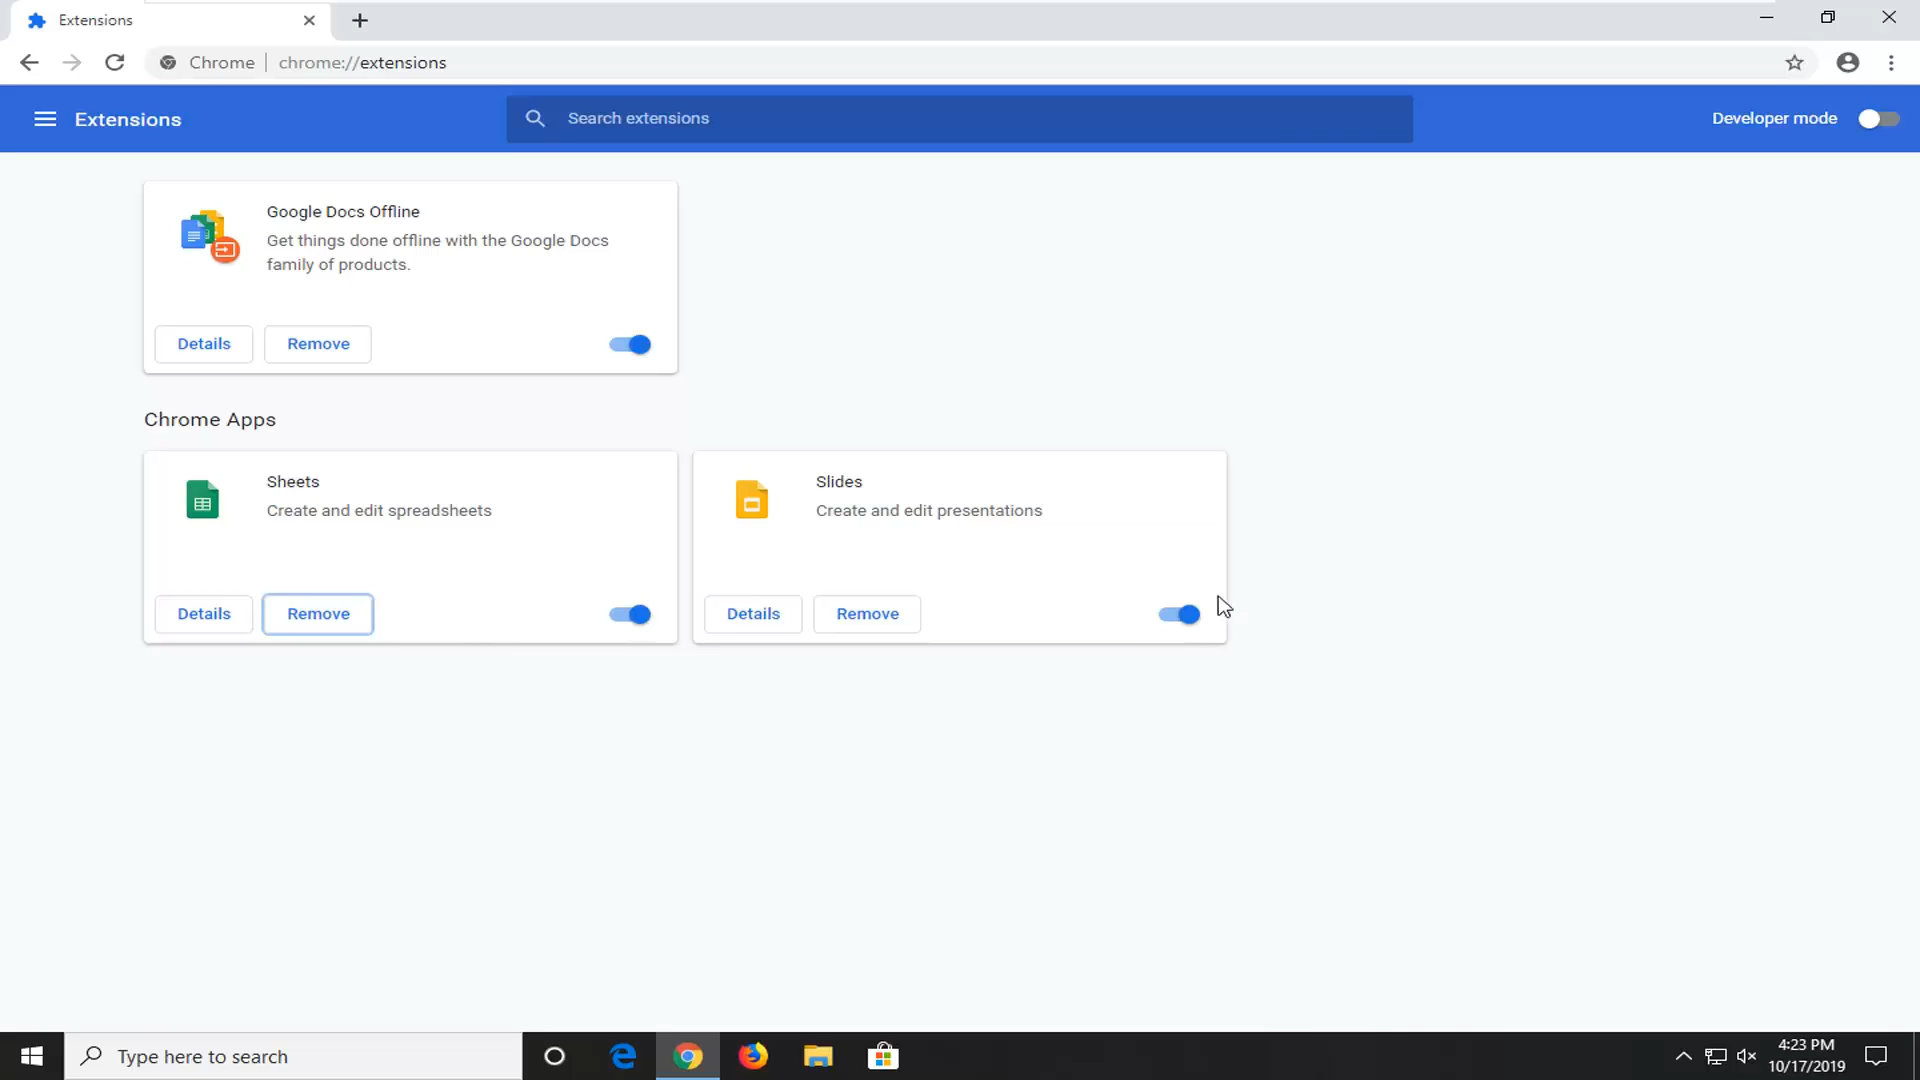 Extensions
Chrome
chrome://extensions
Extensions
Search extensions
Developer mode
Google Docs Offline
Get things done offline with the Google Docs
family of products.
Details
Remove
Chrome Apps
Sheets
Create and edit spreadsheets
Details
Remove
Slides
Create and edit presentations
Details
Remove
Type here to search
4:23 PM
10/17/2019